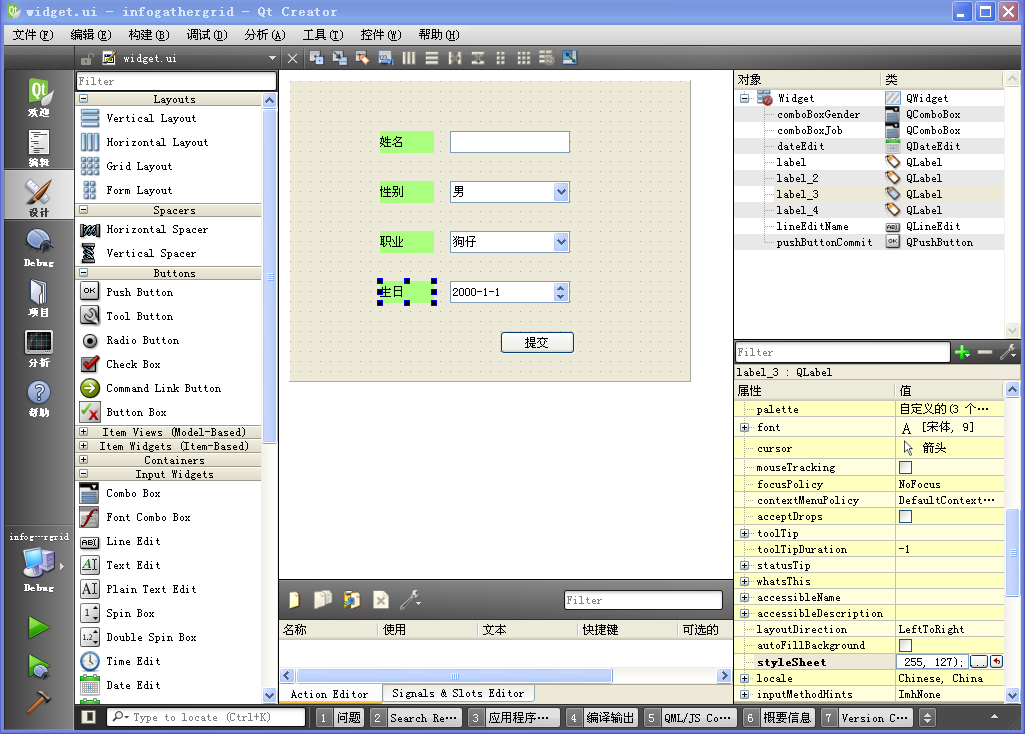 widget.ui - infogathergrid - Qt Creator
文件(F) 编辑(E) 构建(B) 调试(D) 分析(A) 工具(T) 控件(W) 帮助(H)
widget.ui
Filter
Layouts
Vertical Layout
Horizontal Layout
Grid Layout
Form Layout
Spacers
Horizontal Spacer
Vertical Spacer
Buttons
Push Button
Tool Button
Radio Button
Check Box
Command Link Button
Button Box
Item Views (Model-Based)
Item Widgets (Item-Based)
Containers
Input Widgets
Combo Box
Font Combo Box
Line Edit
Text Edit
Plain Text Edit
Spin Box
Double Spin Box
Time Edit
Date Edit
欢迎
编辑
设计
Debug
项目
分析
帮助
infog···rgrid
Debug
姓名
性别 男
职业 狗仔
生日 2000-1-1
提交
Filter
名称 使用 文本 快捷键 可选的
Action Editor Signals & Slots Editor
对象 类
Widget QWidget
comboBoxGender QComboBox
comboBoxJob QComboBox
dateEdit QDateEdit
label QLabel
label_2 QLabel
label_3 QLabel
label_4 QLabel
lineEditName QLineEdit
pushButtonCommit QPushButton
Filter
label_3 : QLabel
属性 值
palette 自定义的(3 个···
font [宋体, 9]
cursor 箭头
mouseTracking
focusPolicy NoFocus
contextMenuPolicy DefaultContext···
acceptDrops
toolTip
toolTipDuration -1
statusTip
whatsThis
accessibleName
accessibleDescription
layoutDirection LeftToRight
autoFillBackground
styleSheet 255, 127);
locale Chinese, China
inputMethodHints ImhNone
Type to locate (Ctrl+K) 1 问题 2 Search Re··· 3 应用程序··· 4 编译输出 5 QML/JS Co··· 6 概要信息 7 Version C···